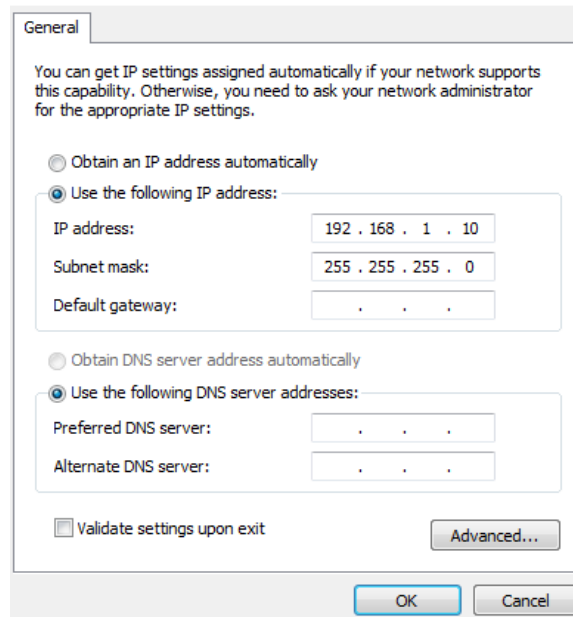 General
You can get IP settings assigned automatically if your network supports
this capability. Otherwise, you need to ask your network administrator
for the appropriate IP settings.
Obtain an IP address automatically
Use the following IP address:
IP address: 192 . 168 . 1 . 10
Subnet mask: 255 . 255 . 255 . 0
Default gateway: . . .
Obtain DNS server address automatically
Use the following DNS server addresses:
Preferred DNS server: . . .
Alternate DNS server: . . .
Validate settings upon exit
Advanced...
OK Cancel